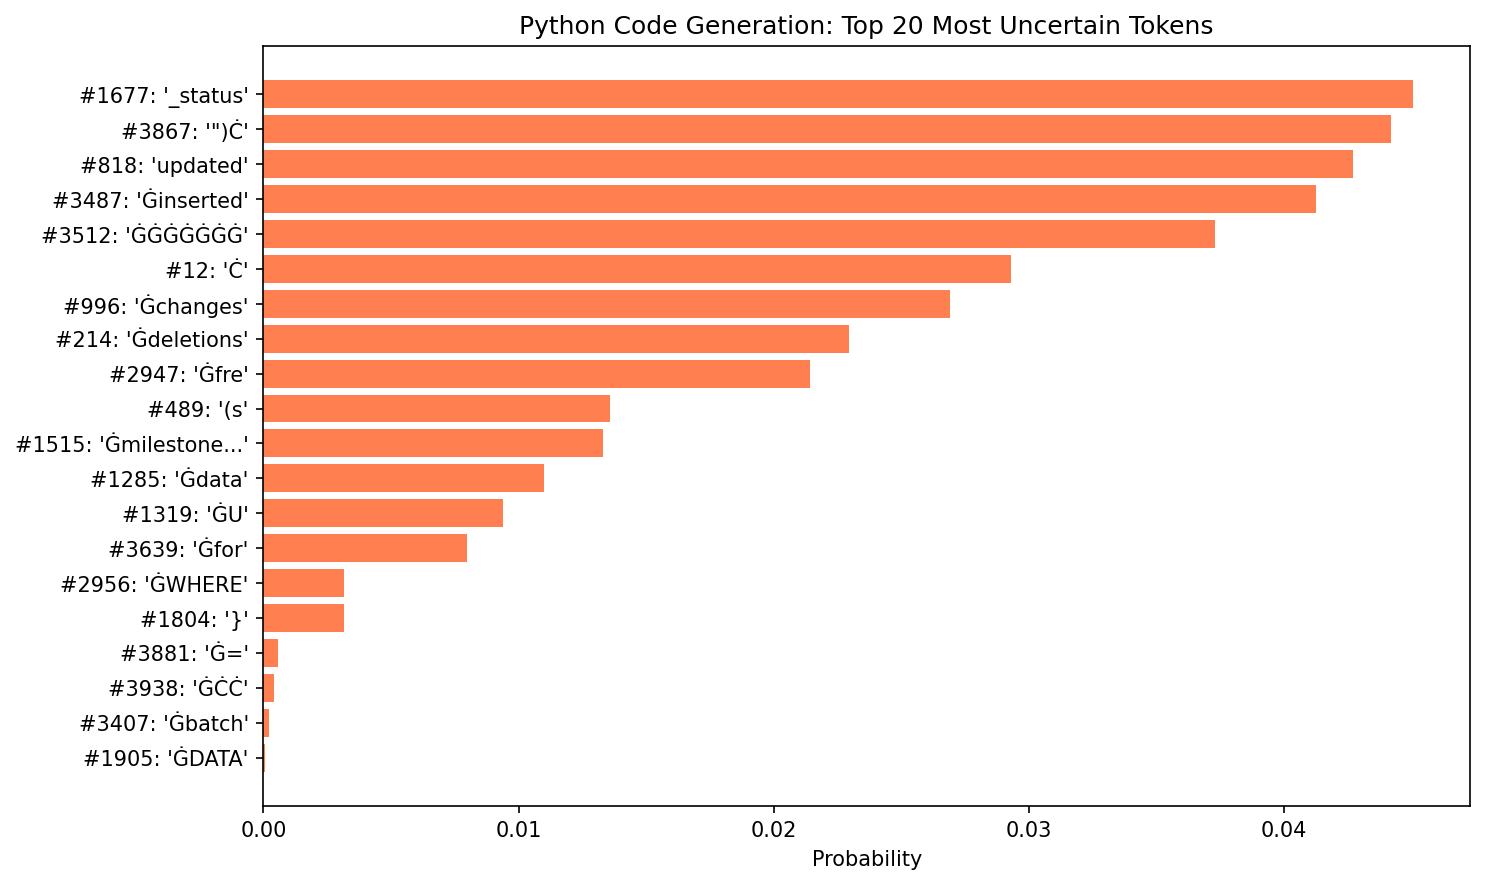 Python Code Generation: Top 20 Most Uncertain Tokens
#1677: '_status'
#3867: '")Ċ'
#818: 'updated'
#3487: 'Ġinserted'
#3512: 'ĠĠĠĠĠĠĠ'
#12: 'Ċ'
#996: 'Ġchanges'
#214: 'Ġdeletions'
#2947: 'Ġfre'
#489: '(s'
#1515: 'Ġmilestone...'
#1285: 'Ġdata'
#1319: 'ĠU'
#3639: 'Ġfor'
#2956: 'ĠWHERE'
#1804: '}'
#3881: 'Ġ='
#3938: 'ĠĊĊ'
#3407: 'Ġbatch'
#1905: 'ĠDATA'
0.00 0.01 0.02 0.03 0.04
Probability